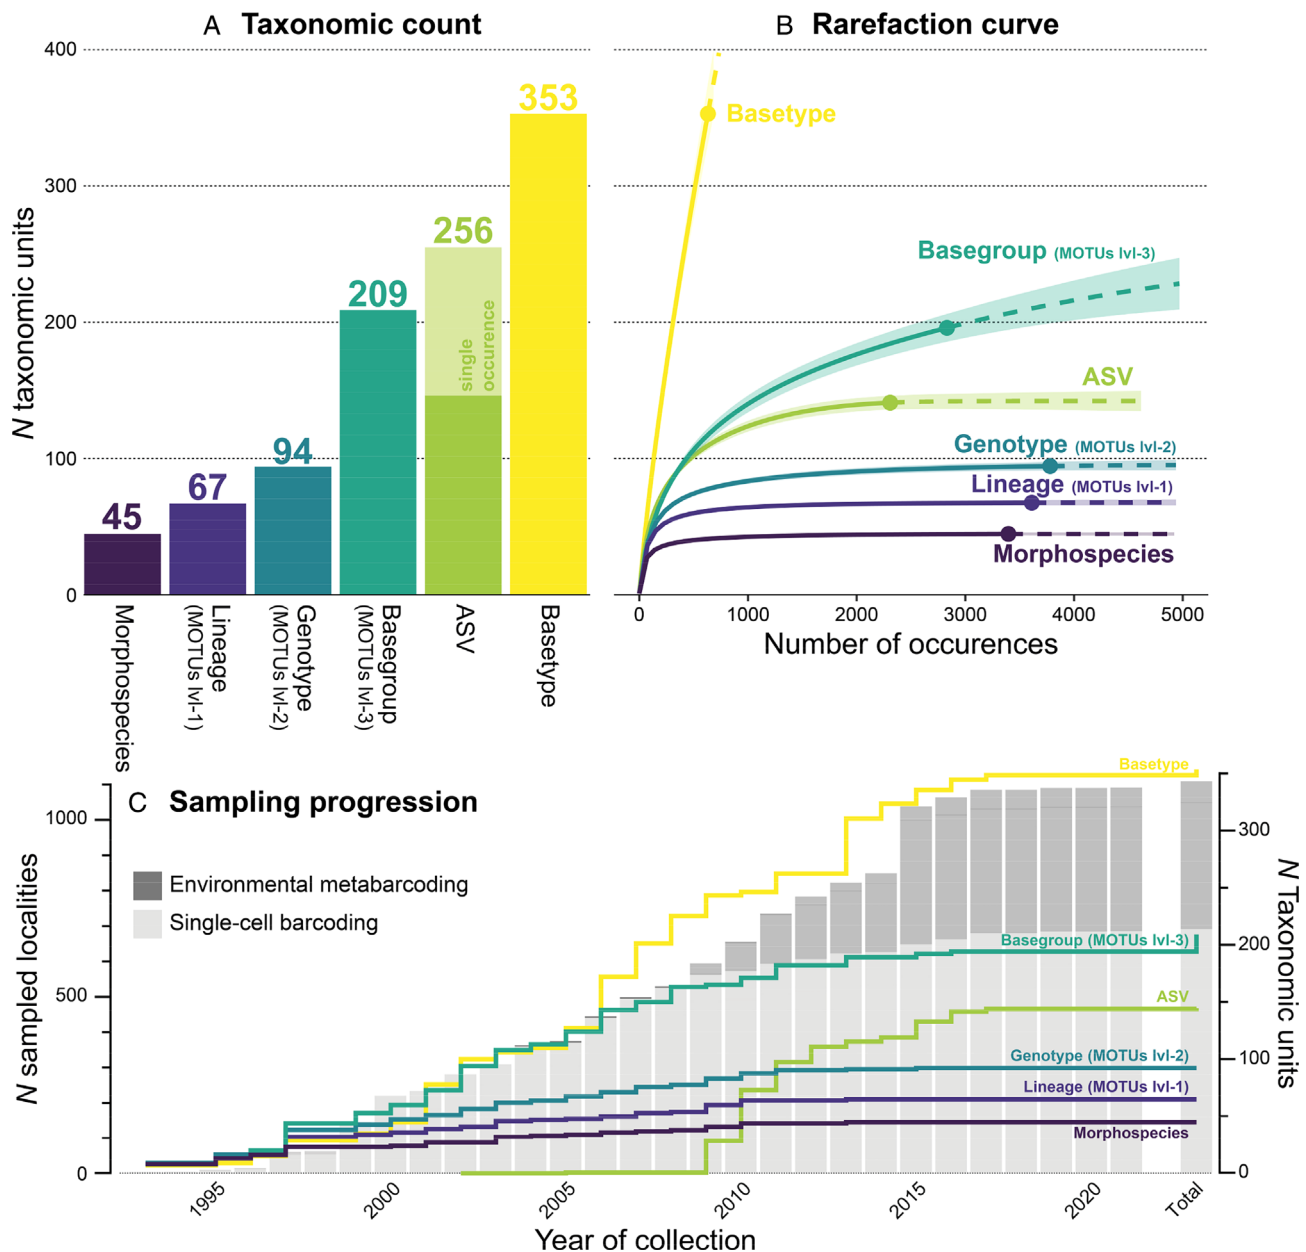 A Taxonomic count
N taxonomic units
400
300
200
100
0
45
67
94
209
256
353
single
occurence
Morphospecies
Lineage
(MOTUs lvl-1)
Genotype
(MOTUs lvl-2)
Basegroup
(MOTUs lvl-3)
ASV
Basetype
B Rarefaction curve
Basetype
Basegroup (MOTUs lvl-3)
ASV
Genotype (MOTUs lvl-2)
Lineage (MOTUs lvl-1)
Morphospecies
0 1000 2000 3000 4000 5000
Number of occurences
C Sampling progression
Environmental metabarcoding
Single-cell barcoding
N sampled localities
1000
500
0
Basetype
Basegroup (MOTUs lvl-3)
ASV
Genotype (MOTUs lvl-2)
Lineage (MOTUs lvl-1)
Morphospecies
300
200
100
0
N Taxonomic units
1995 2000 2005 2010 2015 2020 Total
Year of collection